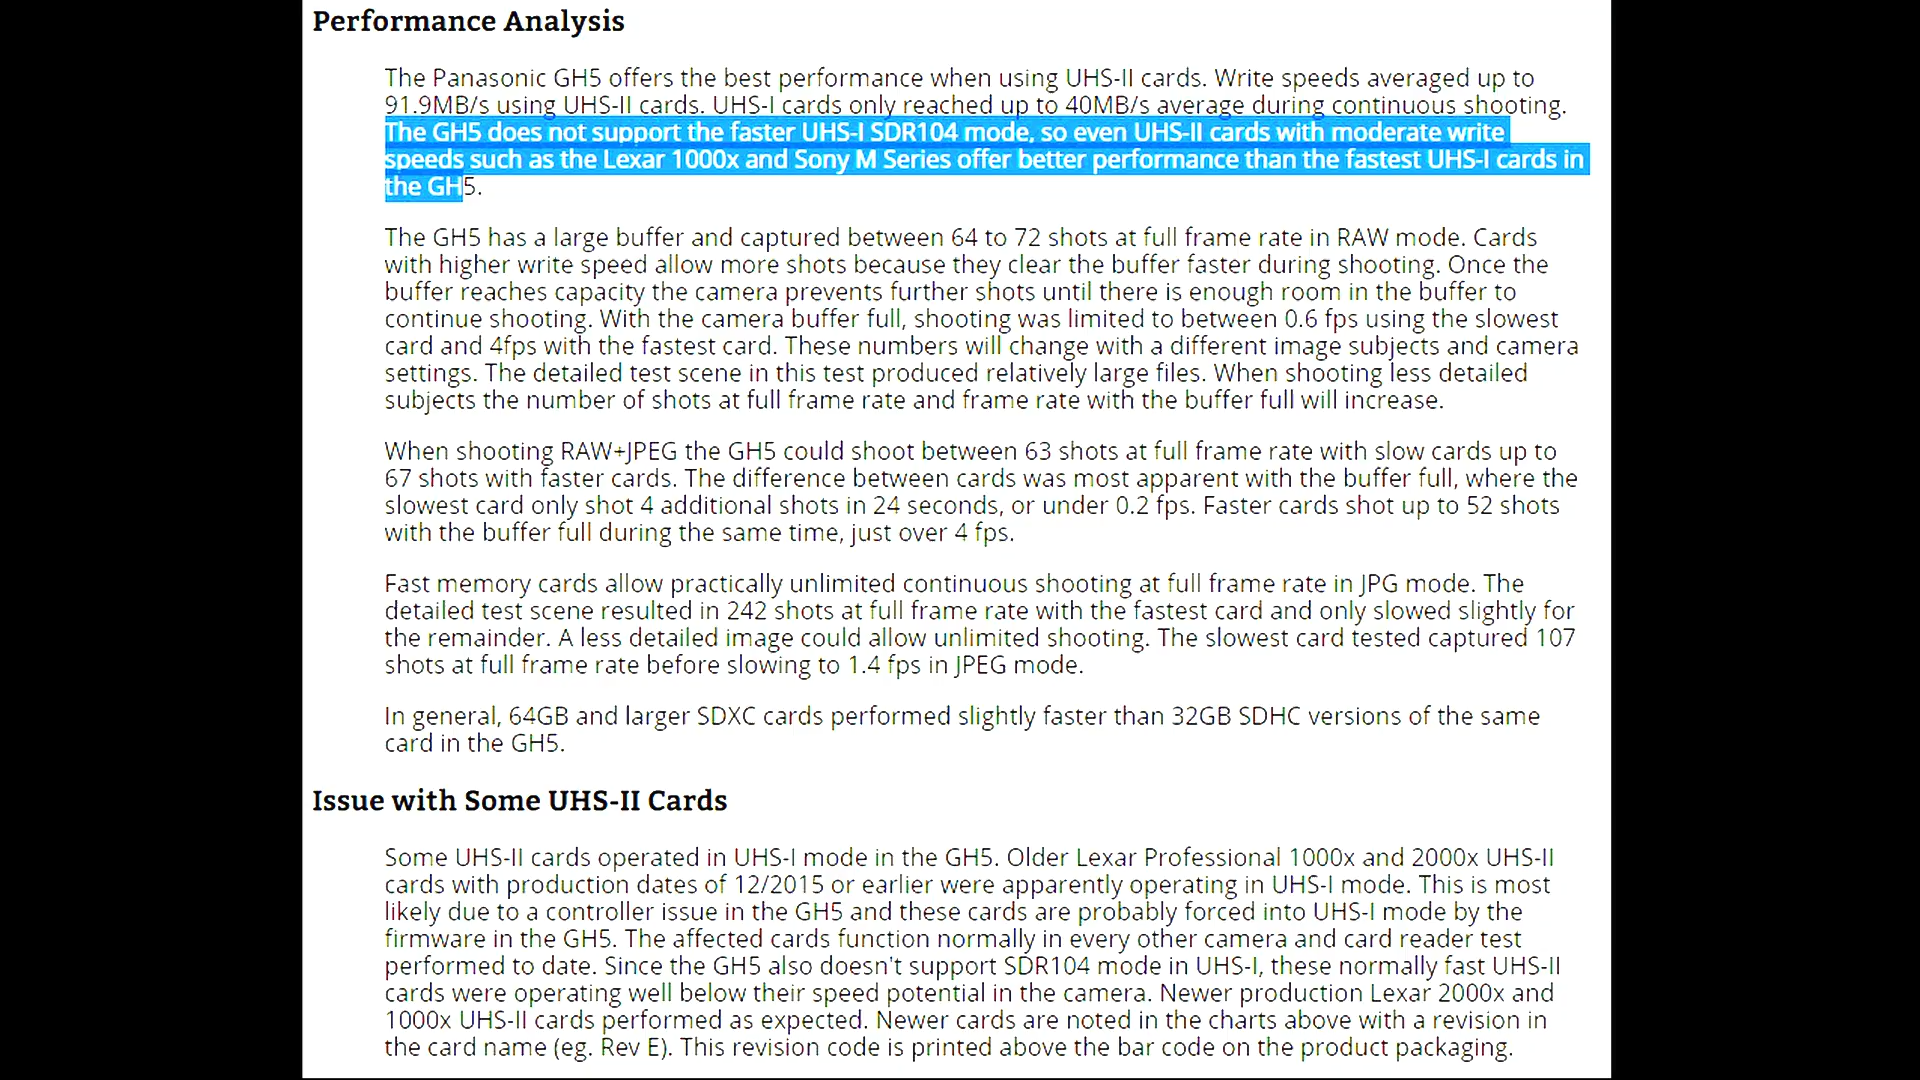 Performance Analysis
The Panasonic GH5 offers the best performance when using UHS-II cards. Write speeds averaged up to
91.9MB/s using UHS-II cards. UHS-I cards only reached up to 40MB/s average during continuous shooting.
The GH5 does not support the faster UHS-I SDR104 mode, so even UHS-II cards with moderate write
speeds such as the Lexar 1000x and Sony M Series offer better performance than the fastest UHS-I cards in
the GH5.
The GH5 has a large buffer and captured between 64 to 72 shots at full frame rate in RAW mode. Cards
with higher write speed allow more shots because they clear the buffer faster during shooting. Once the
buffer reaches capacity the camera prevents further shots until there is enough room in the buffer to
continue shooting. With the camera buffer full, shooting was limited to between 0.6 fps using the slowest
card and 4fps with the fastest card. These numbers will change with a different image subjects and camera
settings. The detailed test scene in this test produced relatively large files. When shooting less detailed
subjects the number of shots at full frame rate and frame rate with the buffer full will increase.
When shooting RAW+JPEG the GH5 could shoot between 63 shots at full frame rate with slow cards up to
67 shots with faster cards. The difference between cards was most apparent with the buffer full, where the
slowest card only shot 4 additional shots in 24 seconds, or under 0.2 fps. Faster cards shot up to 52 shots
with the buffer full during the same time, just over 4 fps.
Fast memory cards allow practically unlimited continuous shooting at full frame rate in JPG mode. The
detailed test scene resulted in 242 shots at full frame rate with the fastest card and only slowed slightly for
the remainder. A less detailed image could allow unlimited shooting. The slowest card tested captured 107
shots at full frame rate before slowing to 1.4 fps in JPEG mode.
In general, 64GB and larger SDXC cards performed slightly faster than 32GB SDHC versions of the same
card in the GH5.
Issue with Some UHS-II Cards
Some UHS-II cards operated in UHS-I mode in the GH5. Older Lexar Professional 1000x and 2000x UHS-II
cards with production dates of 12/2015 or earlier were apparently operating in UHS-I mode. This is most
likely due to a controller issue in the GH5 and these cards are probably forced into UHS-I mode by the
firmware in the GH5. The affected cards function normally in every other camera and card reader test
performed to date. Since the GH5 also doesn't support SDR104 mode in UHS-I, these normally fast UHS-II
cards were operating well below their speed potential in the camera. Newer production Lexar 2000x and
1000x UHS-II cards performed as expected. Newer cards are noted in the charts above with a revision in
the card name (eg. Rev E). This revision code is printed above the bar code on the product packaging.